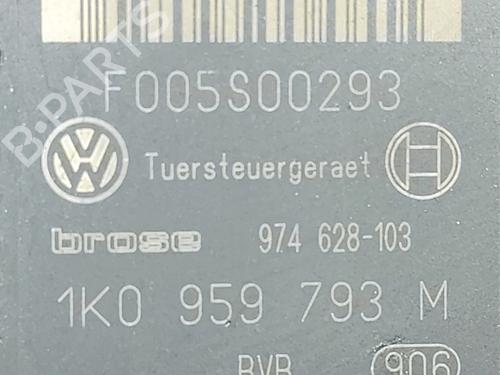 F005S00293
Tuersteuergeraet
brose 974 628-103
1K0 959 793 M
BVB 906
B-PARTS